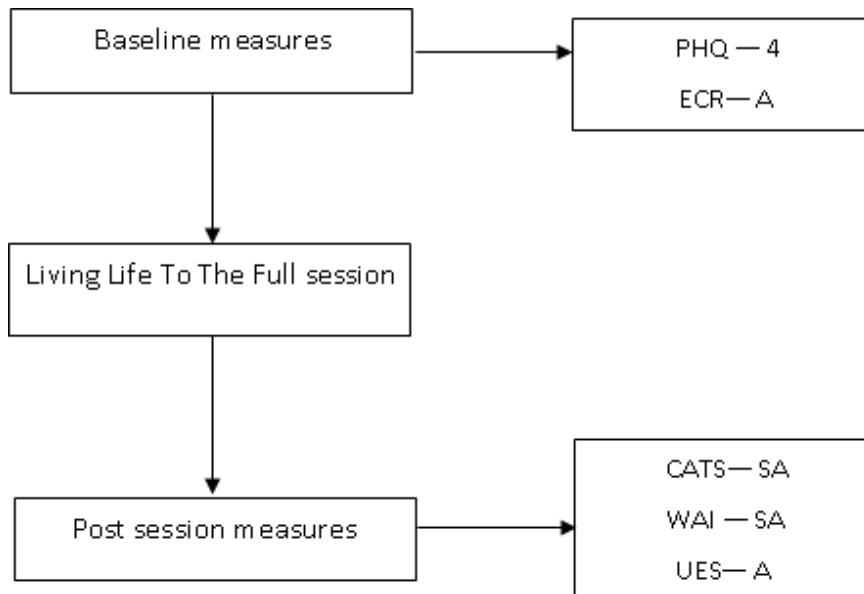 Baseline measures
PHQ — 4
ECR— A
Living Life To The Full session
CATS— SA
WAI — SA
Post session measures
UES— A